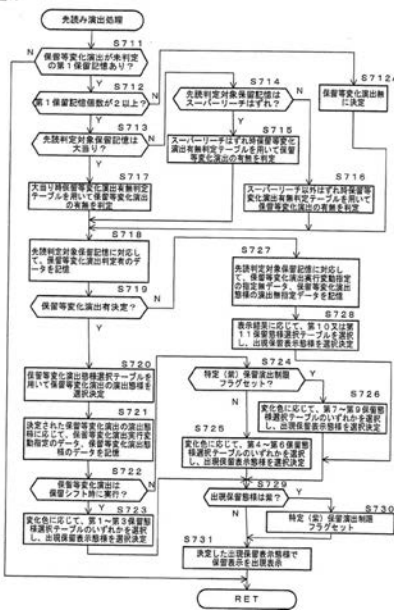 先読み演出処理
S711
保留等変化演出が未判定
の第1保留記憶あり?
N
Y
S712
第1保留記憶個数が2以上?
N
Y
S712A
保留等変化演出無
に決定
S713
先読判定対象保留記憶は
大当り?
N
Y
S714
先読判定対象保留記憶は
スーパーリーチはずれ?
N
Y
S715
スーパーリーチはずれ時保留等変化
演出有無判定テーブルを用いて保留
等変化演出の有無を判定
S716
スーパーリーチ以外はずれ時保留等変
化演出有無判定テーブルを用いて保留
等変化演出の有無を判定
S717
大当り時保留等変化演出有無判定
テーブルを用いて保留等変化演出
の有無を判定
S718
先読判定対象保留記憶に対応し
て、保留等変化演出判定有の
データを記憶
S719
保留等変化演出有決定?
N
Y
S727
先読判定対象保留記憶に対応し
て、保留等変化演出実行変動指定
の指定無データ、保留等変化演出
態様の演出無指定データを記憶
S728
表示結果に応じて、第10又は第
11保留態様選択テーブルを選択
し、出現保留表示態様を選択決定
S720
保留等変化演出態様選択テーブルを
用いて保留等変化演出の演出態様を
選択決定
S721
決定された保留等変化演出の演出態
様に応じて、保留等変化演出実行変
動指定のデータ、保留等変化演出態
様のデータを記憶
S722
保留等変化演出は
保留シフト時に実行?
N
Y
S723
変化色に応じて、第1~第3保留態
様選択テーブルのいずれかを選択
し、出現保留表示態様を選択決定
S724
特定(紫)保留演出制限
フラグセット?
Y
N
S725
変化色に応じて、第4~第6保留態
様選択テーブルのいずれかを選択
し、出現保留表示態様を選択決定
S726
変化色に応じて、第7~第9保留態
様選択テーブルのいずれかを選択
し、出現保留表示態様を選択決定
S729
出現保留態様は紫?
Y
N
S730
特定(紫)保留演出制限
フラグセット
S731
決定した出現保留表示態様で
保留表示を出現表示
RET